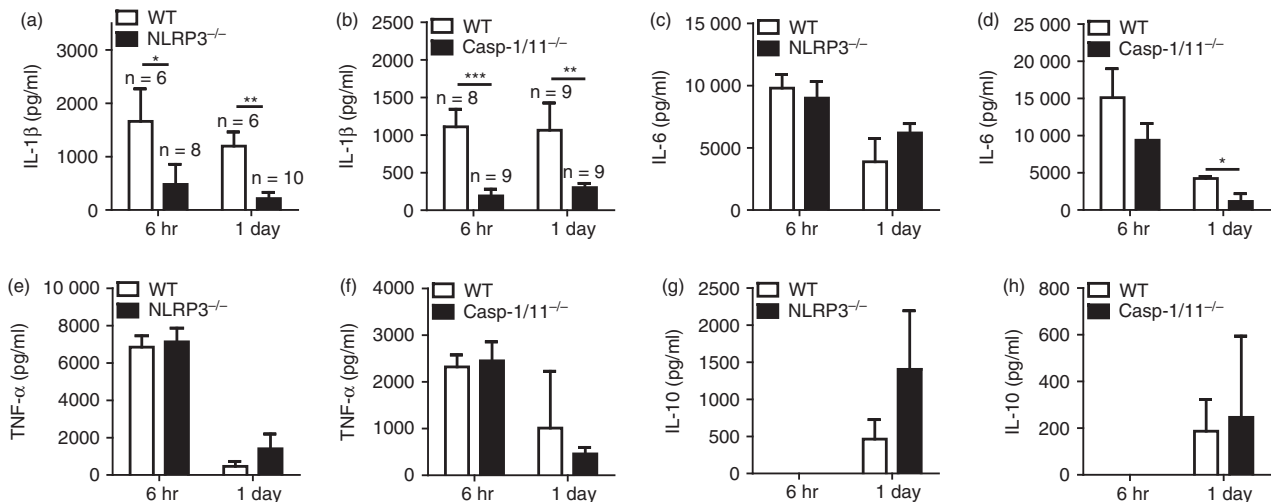 (a)
WT
NLRP3–/–
IL-1β (pg/ml)
3000
2000
1000
0
*
n = 6
n = 8
**
n = 6
n = 10
6 hr
1 day
(b)
WT
Casp-1/11–/–
IL-1β (pg/ml)
2000
1500
1000
500
0
***
n = 8
n = 9
**
n = 9
n = 9
6 hr
1 day
(c)
WT
NLRP3–/–
IL-6 (pg/ml)
15 000
10 000
5000
0
6 hr
1 day
(d)
WT
Casp-1/11–/–
IL-6 (pg/ml)
25 000
20 000
15 000
10 000
5000
0
*
6 hr
1 day
(e)
WT
NLRP3–/–
TNF-α (pg/ml)
10 000
8000
6000
4000
2000
0
6 hr
1 day
(f)
WT
Casp-1/11–/–
TNF-α (pg/ml)
4000
3000
2000
1000
0
6 hr
1 day
(g)
WT
NLRP3–/–
IL-10 (pg/ml)
2500
2000
1500
1000
500
0
6 hr
1 day
(h)
WT
Casp-1/11–/–
IL-10 (pg/ml)
800
600
400
200
0
6 hr
1 day